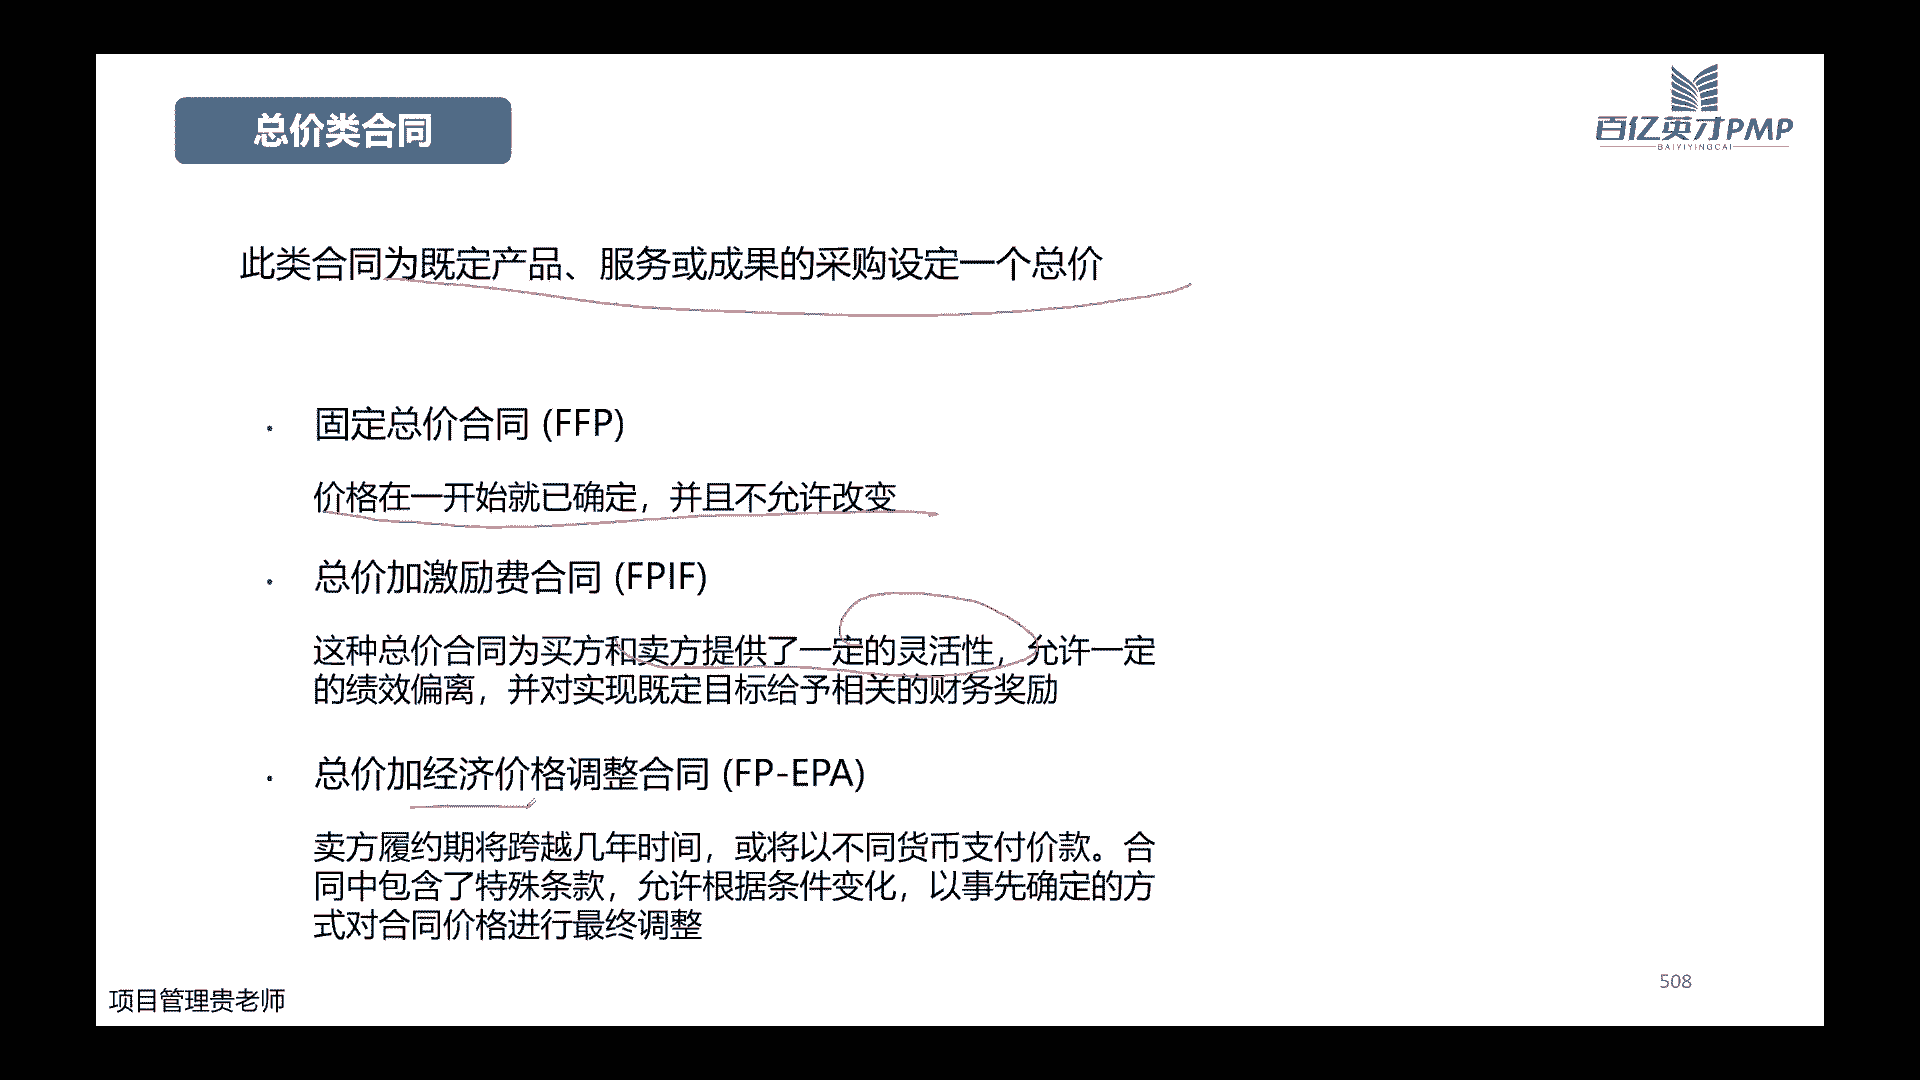 总价类合同
百亿英才PMP
BAIYIYINGCAI
此类合同为既定产品、服务或成果的采购设定一个总价
· 固定总价合同 (FFP)
价格在一开始就已确定，并且不允许改变
· 总价加激励费合同 (FPIF)
这种总价合同为买方和卖方提供了一定的灵活性，允许一定
的绩效偏离，并对实现既定目标给予相关的财务奖励
· 总价加经济价格调整合同 (FP-EPA)
卖方履约期将跨越几年时间，或将以不同货币支付价款。合
同中包含了特殊条款，允许根据条件变化，以事先确定的方
式对合同价格进行最终调整
508
项目管理贵老师